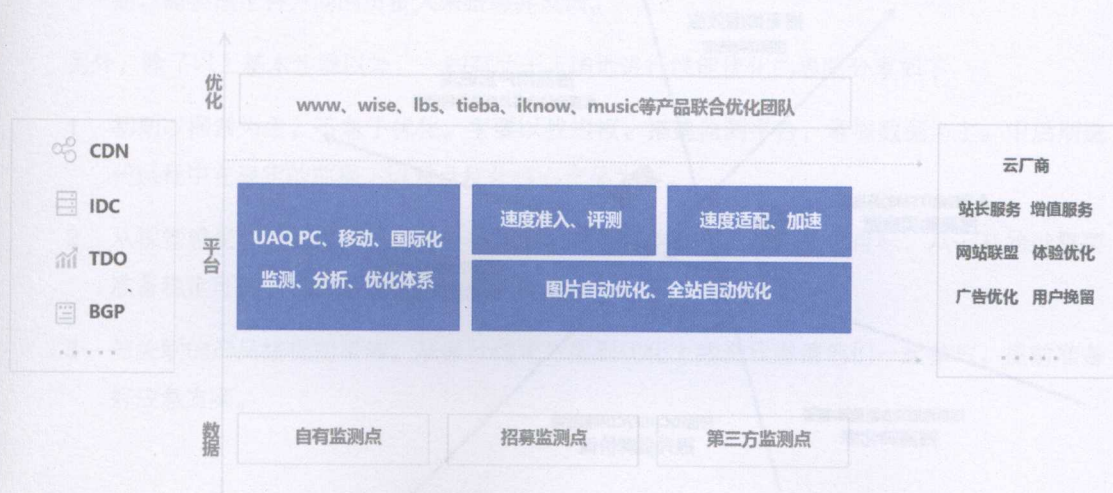 优化
www、wise、lbs、tieba、iknow、music等产品联合优化团队
CDN
IDC
TDO
BGP
......
平台
UAQ PC、移动、国际化
监测、分析、优化体系
速度准入、评测
速度适配、加速
图片自动优化、全站自动优化
云厂商
站长服务 增值服务
网站联盟 体验优化
广告优化 用户挽留
......
数据
自有监测点
招募监测点
第三方监测点